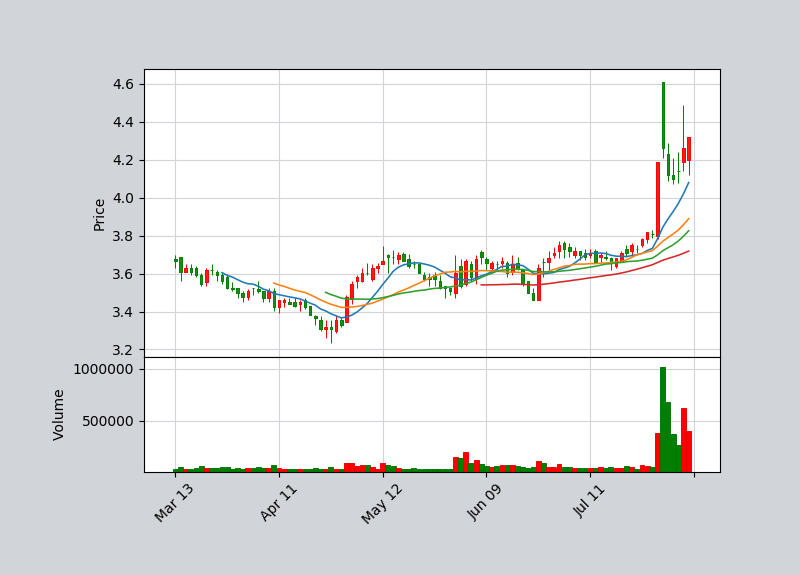 4.6
4.4
4.2
4.0
3.8
3.6
3.4
3.2
Price
1000000
500000
Volume
Mar 13
Apr 11
May 12
Jun 09
Jul 11